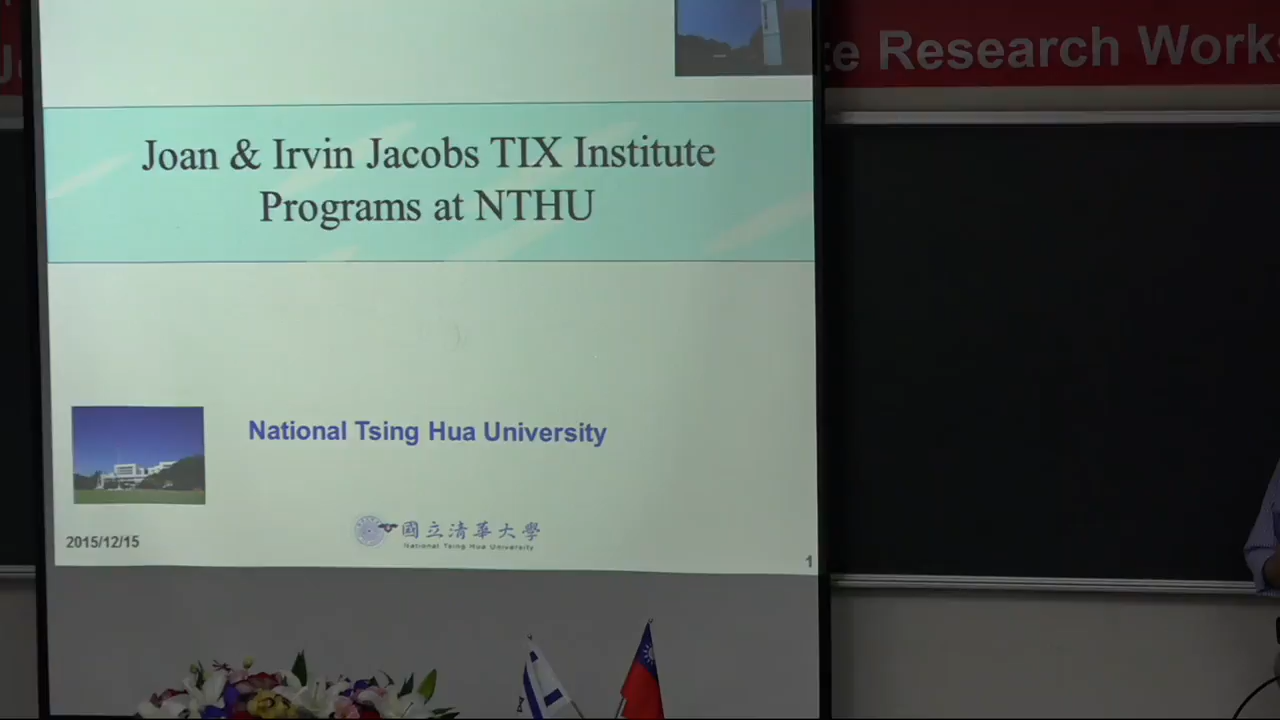 te Research Work
Joan & Irvin Jacobs TIX Institute
Programs at NTHU
National Tsing Hua University
國立清華大學
National Tsing Hua University
2015/12/15
1